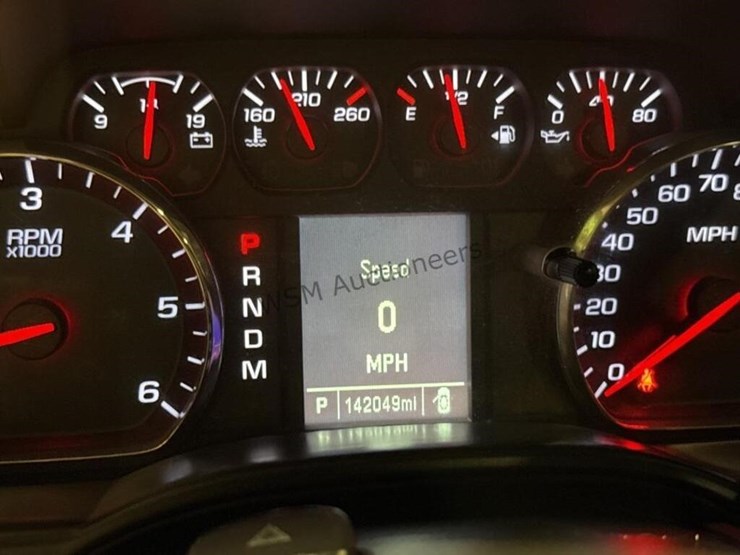 9 14 19
160 210 260
E 1/2 F
0 40 80
3 4 5 6
RPM
x1000
P
R
N
D
M
Speed
0
MPH
P 142049mi
WSM Auctioneers
0 10 20 30 40 50 60 70 8
MPH